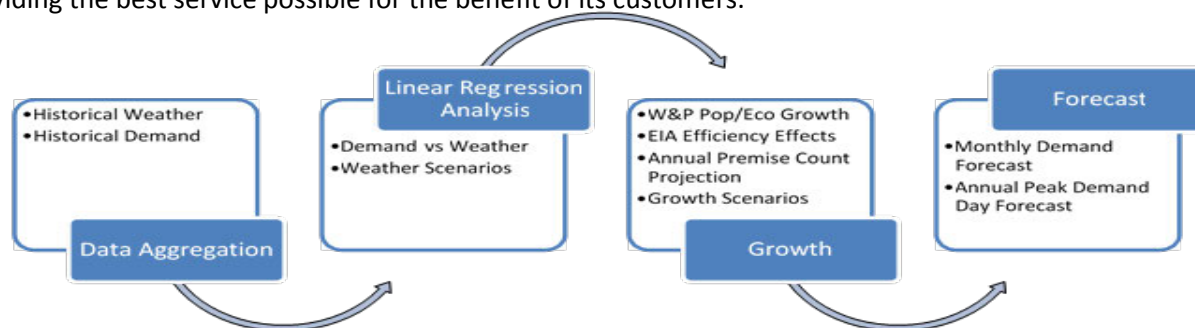 viding the best service possible for the benefit of its customers.
•Historical Weather
•Historical Demand
Data Aggregation
Linear Regression
Analysis
•Demand vs Weather
•Weather Scenarios
•W&P Pop/Eco Growth
•EIA Efficiency Effects
•Annual Premise Count
Projection
•Growth Scenarios
Growth
Forecast
•Monthly Demand
Forecast
•Annual Peak Demand
Day Forecast